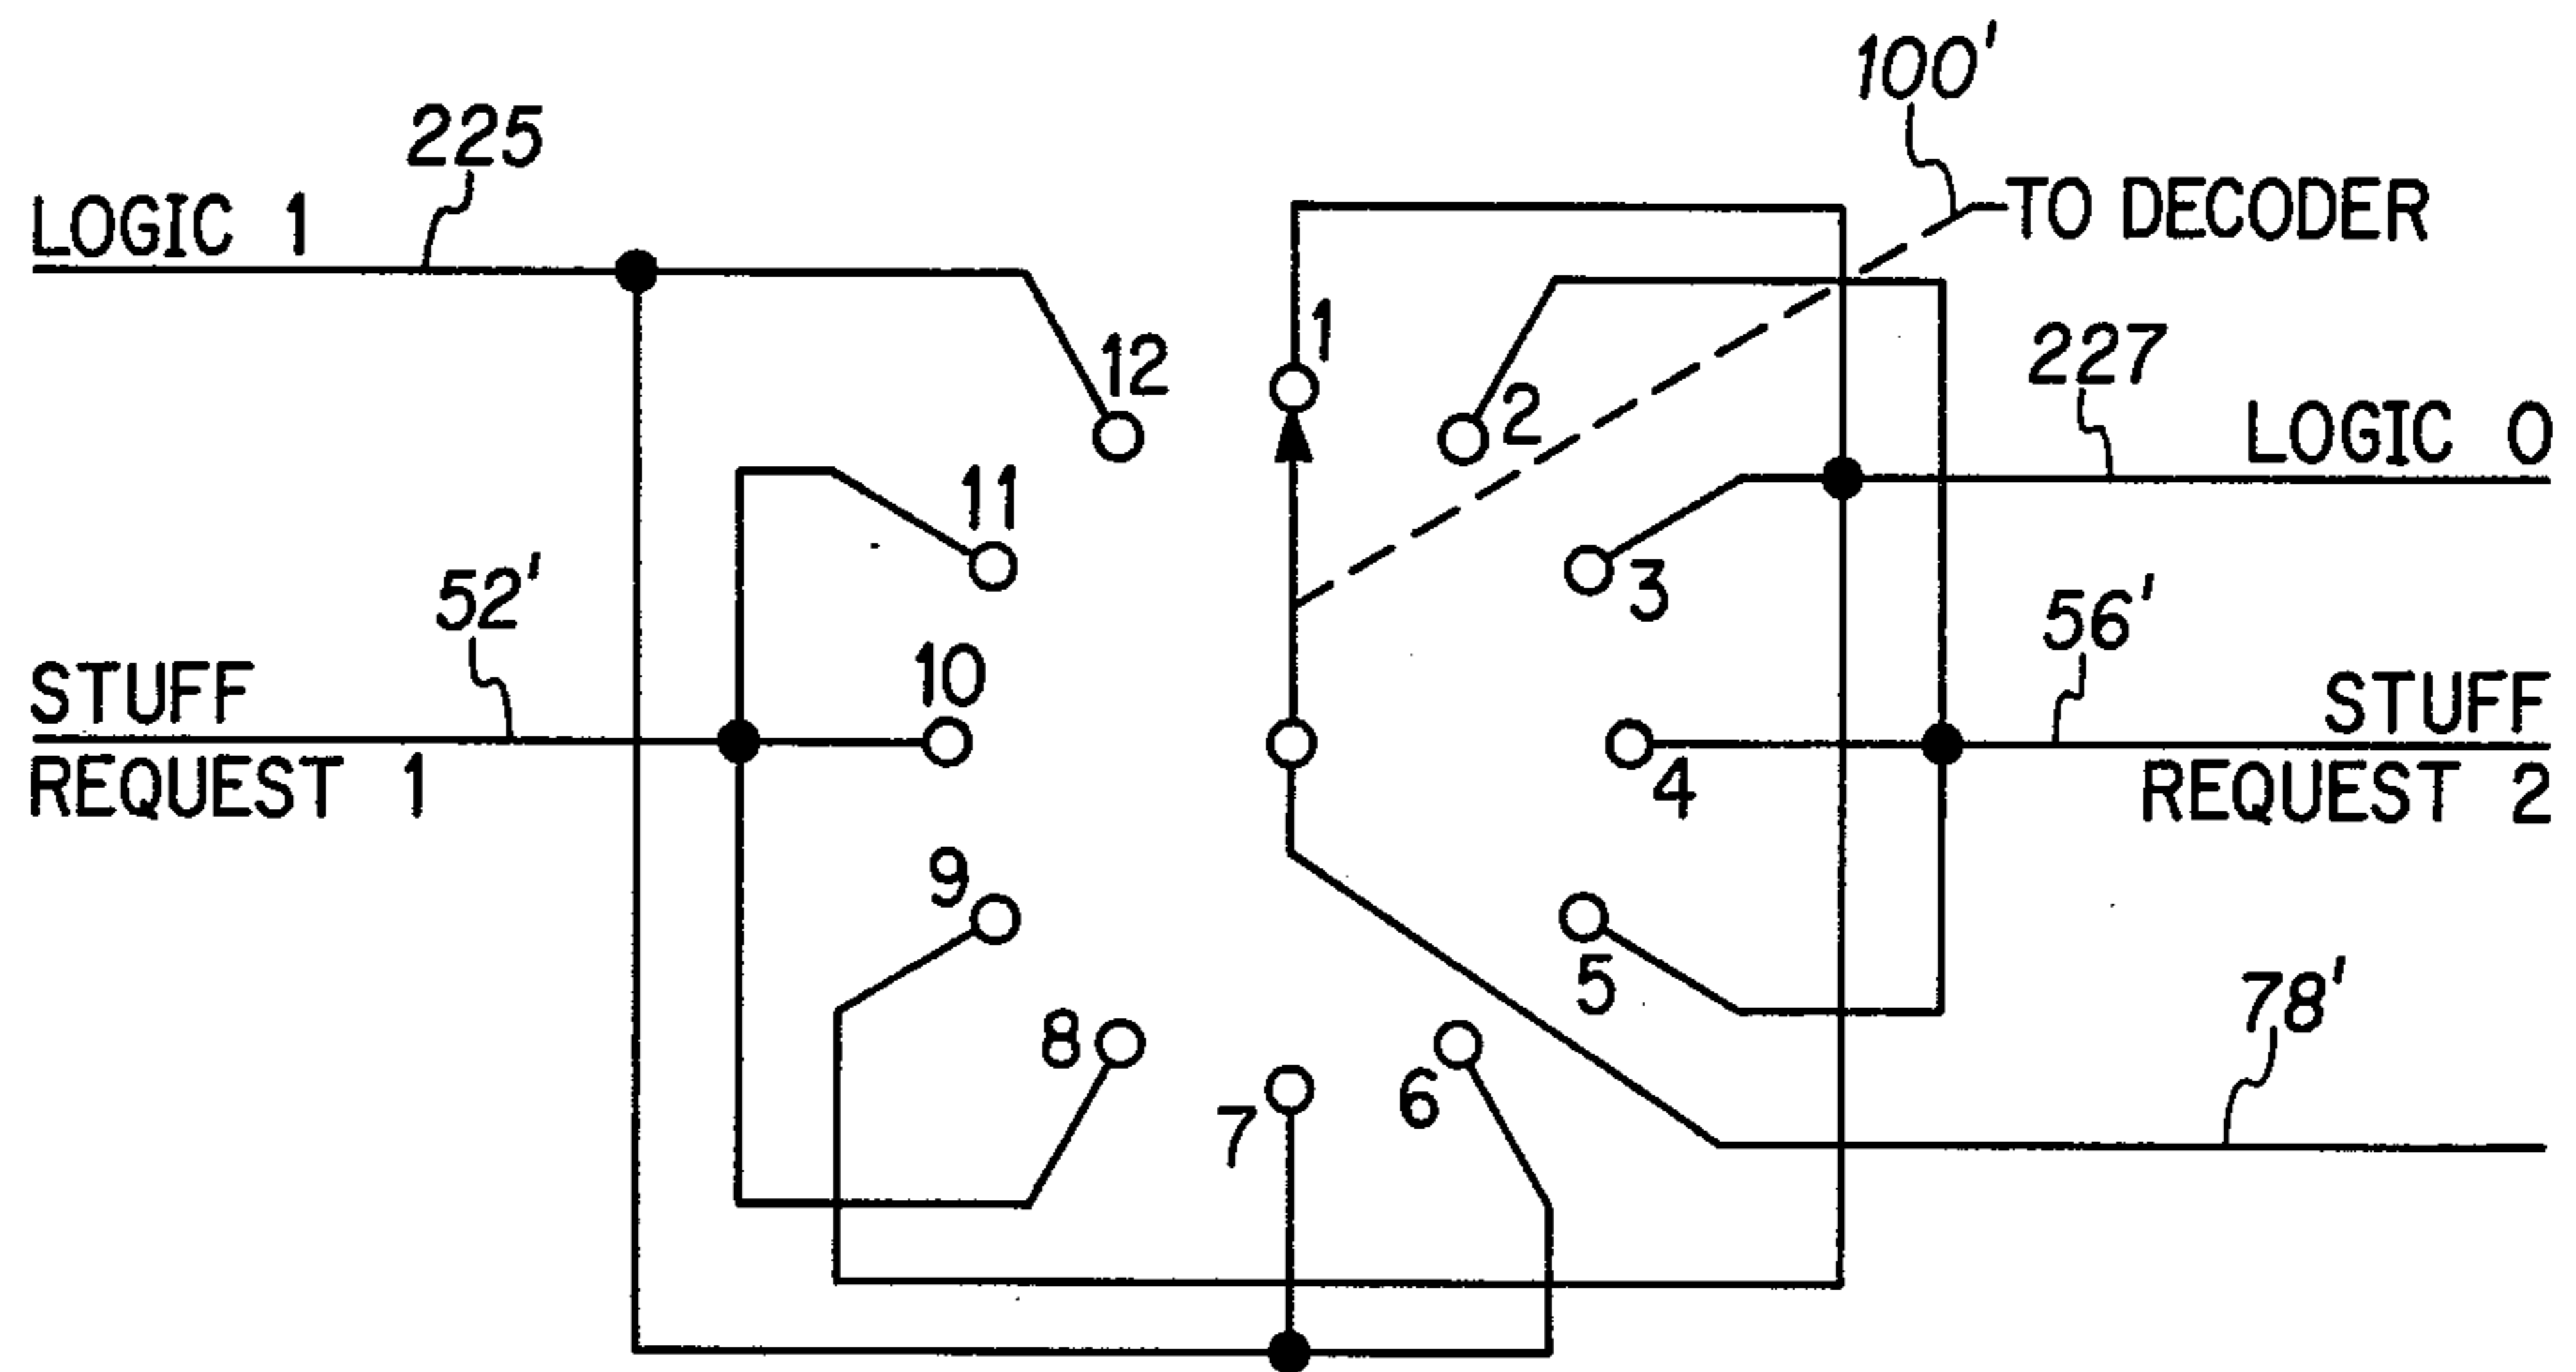 100'
225
TO DECODER
LOGIC 1
1
227
12
2
LOGIC 0
11
52'
3
56'
10
STUFF
REQUEST 1
STUFF
REQUEST 2
4
9
5
78'
8
6
7